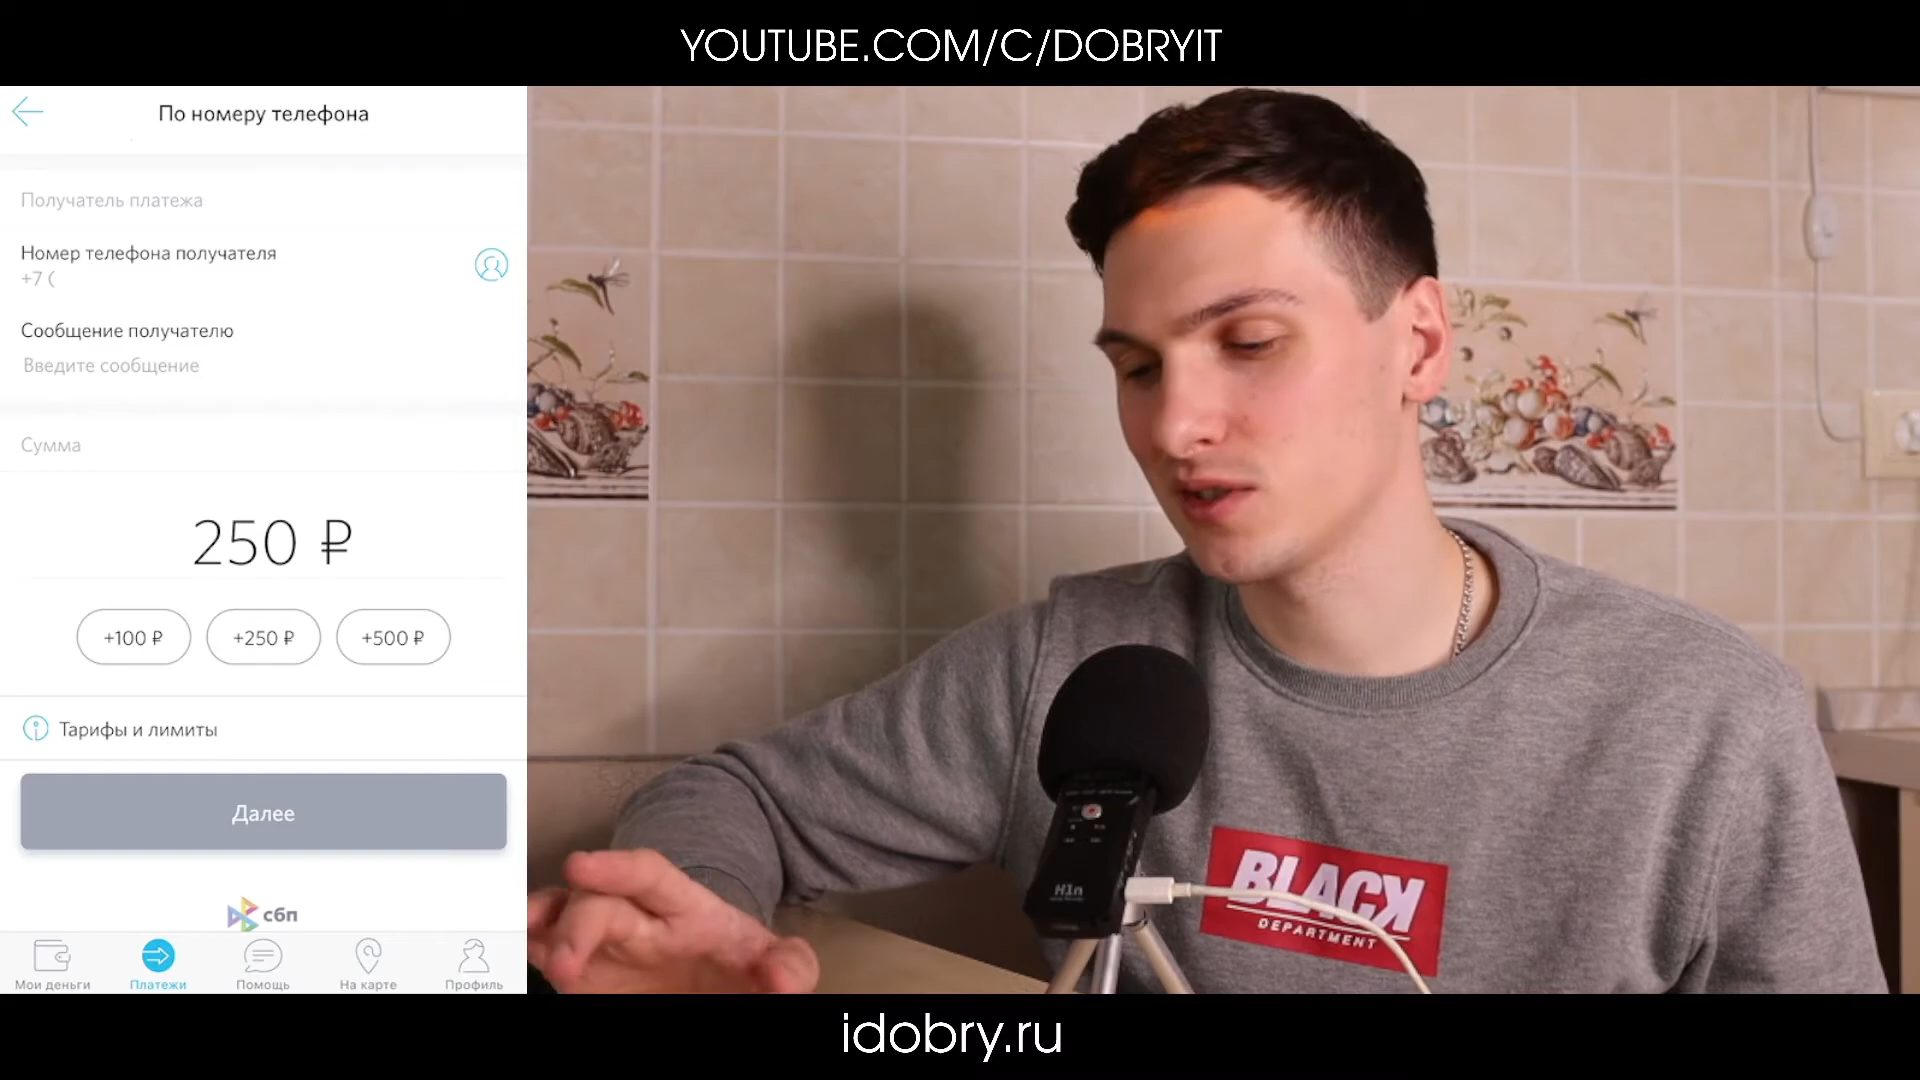 YOUTUBE.COM/C/DOBRYIT
По номеру телефона
Получатель платежа
Номер телефона получателя
+7 (
Сообщение получателю
Введите сообщение
Сумма
250 ₽
+100 ₽
+250 ₽
+500 ₽
Тарифы и лимиты
Далее
сбп
Мои деньги
Платежи
Помощь
На карте
Профиль
H1n
BLACK
DEPARTMENT
idobry.ru